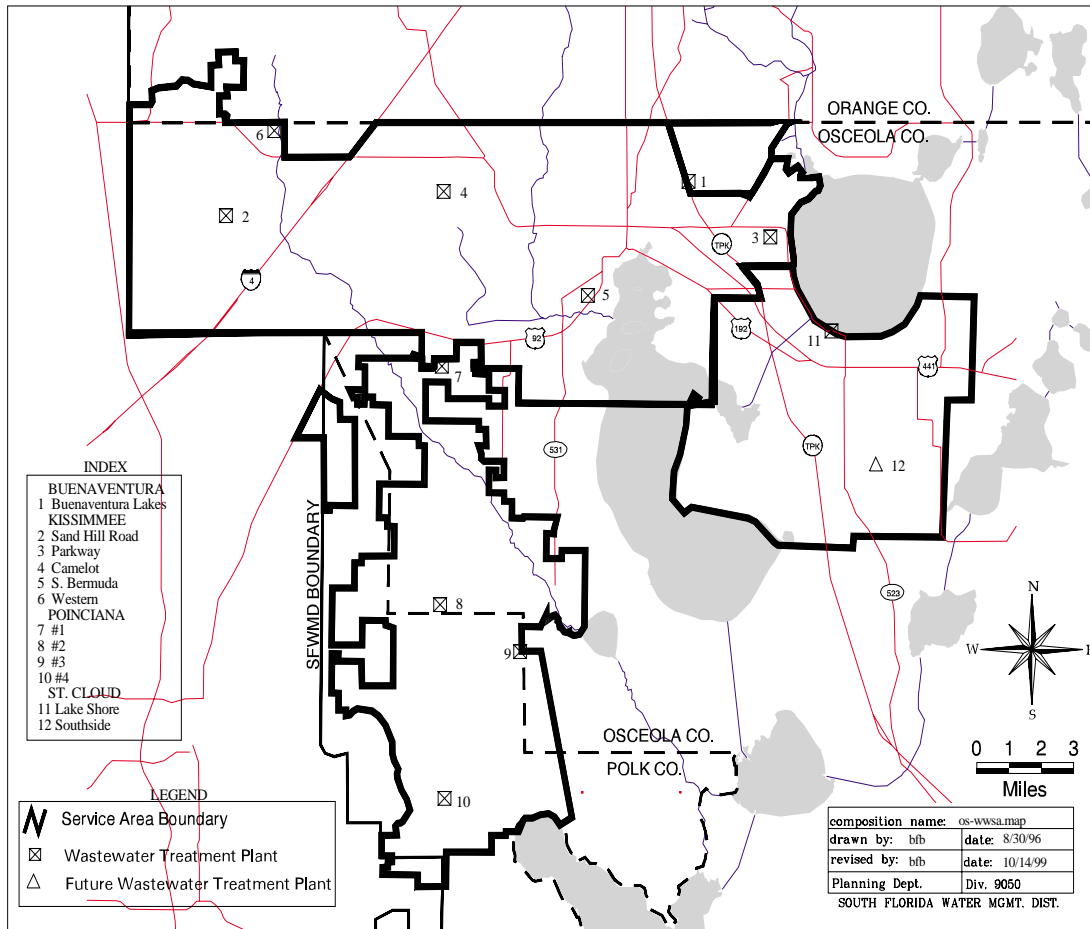 ORANGE CO.
OSCEOLA CO.
6
1
4
2
3
TPK
4
5
92
192
11
441
7
531
TPK
12
INDEX
BUENAVENTURA
1 Buenaventura Lakes
KISSIMMEE
2 Sand Hill Road
3 Parkway
4 Camelot
5 S. Bermuda
6 Western
POINCIANA
7 #1
8 #2
9 #3
10 #4
ST. CLOUD
11 Lake Shore
12 Southside
SFWMD BOUNDARY
8
9
523
N
W
E
S
OSCEOLA CO.
POLK CO.
10
0 1 2 3
Miles
LEGEND
Service Area Boundary
Wastewater Treatment Plant
Future Wastewater Treatment Plant
composition name: os-wwsa.map
drawn by: bfb date: 8/30/96
revised by: bfb date: 10/14/99
Planning Dept. Div. 9050
SOUTH FLORIDA WATER MGMT. DIST.